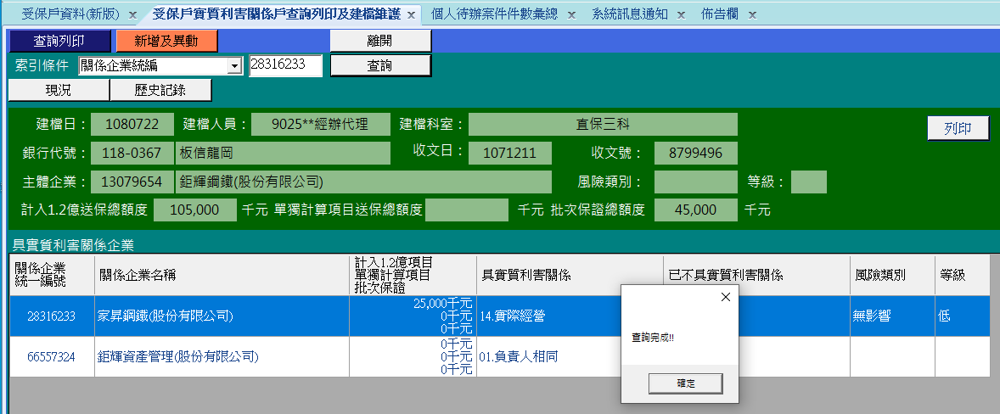 受保戶資料(新版) × 受保戶實質利害關係戶查詢列印及建檔維護 × 個人待辦案件件數彙總 × 系統訊息通知 × 佈告欄 ×
查詢列印 新增及異動 離開
索引條件 關係企業統編 28316233 查詢
現況 歷史記錄
建檔日： 1080722 建檔人員： 9025**經辦代理 建檔科室： 直保三科 列印
銀行代號： 118-0367 板信龍岡 收文日： 1071211 收文號： 8799496
主體企業： 13079654 鉅輝鋼鐵(股份有限公司) 風險類別： 等級：
計入1.2億送保總額度 105,000 千元 單獨計算項目送保總額度 千元 批次保證總額度 45,000 千元
具實質利害關係企業
關係企業
統一編號
關係企業名稱
計入1.2億項目
單獨計算項目
批次保證
具實質利害關係
已不具實質利害關係
風險類別
等級
28316233
家昇鋼鐵(股份有限公司)
25,000千元
0千元
0千元
14.實際經營
無影響
低
66557324
鉅輝資產管理(股份有限公司)
0千元
0千元
0千元
01.負責人相同
×
查詢完成!!
確定